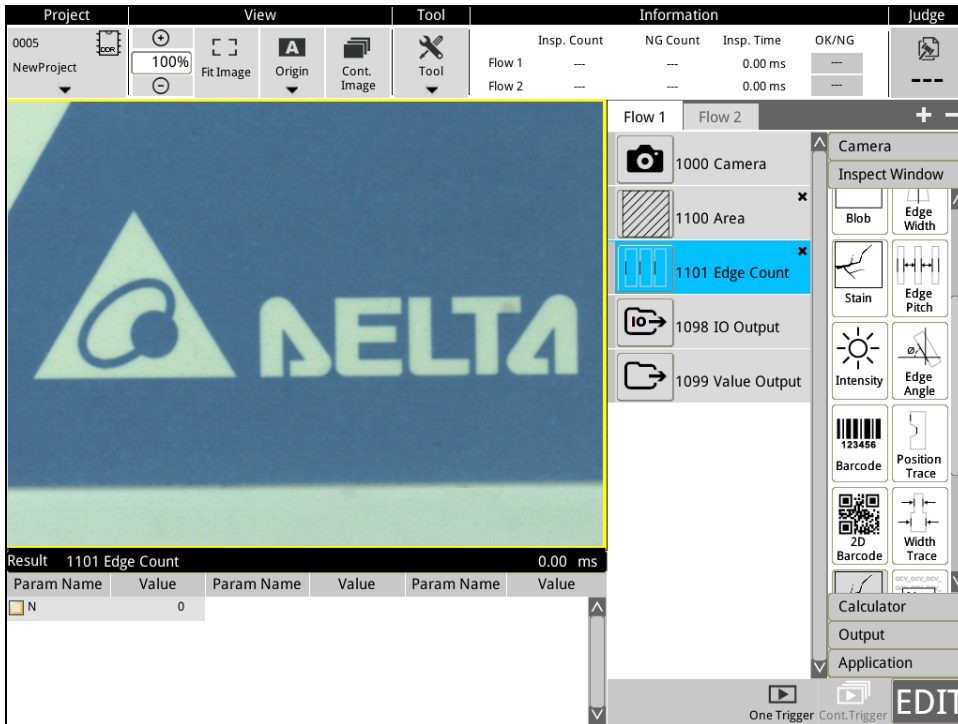 Project
View
Tool
Information
Judge
0005
DDR
NewProject
100%
Fit Image
A
Origin
Cont.
Image
Tool
Insp. Count
NG Count
Insp. Time
OK/NG
Flow 1
---
---
0.00 ms
---
Flow 2
---
---
0.00 ms
---
---
DELTA
Flow 1
Flow 2
1000 Camera
1100 Area
1101 Edge Count
IO
1098 IO Output
1099 Value Output
Camera
Inspect Window
Blob
Edge
Width
Stain
Edge
Pitch
Intensity
Edge
Angle
123456
Barcode
Position
Trace
2D
Barcode
Width
Trace
Calculator
Output
Application
Result 1101 Edge Count 0.00 ms
Param Name Value Param Name Value Param Name Value
N 0
One Trigger
Cont.Trigger
EDIT